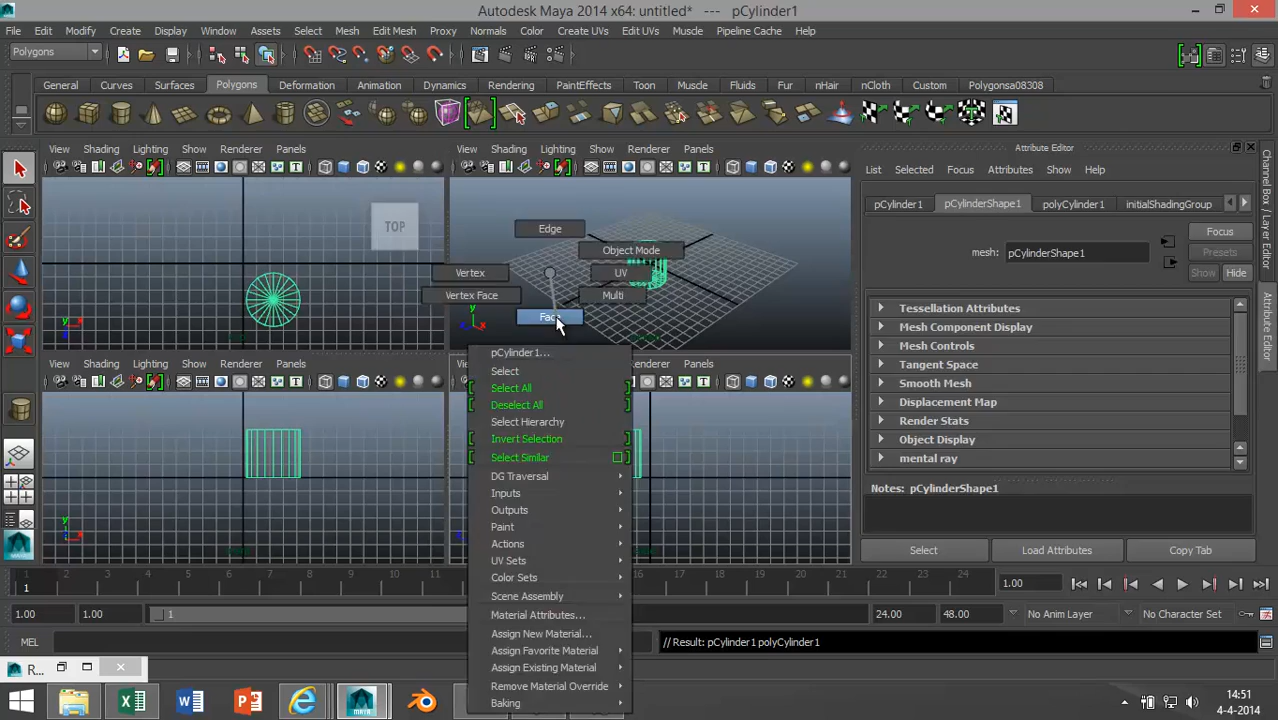 Autodesk Maya 2014 x64: untitled* --- pCylinder1
File Edit Modify Create Display Window Assets Select Mesh Edit Mesh Proxy Normals Color Create UVs Edit UVs Muscle Pipeline Cache Help
Polygons
General Curves Surfaces Polygons Deformation Animation Dynamics Rendering PaintEffects Toon Muscle Fluids Fur nHair nCloth Custom Polygonsa08308
View Shading Lighting Show Renderer Panels
View Shading Lighting Show Renderer Panels
TOP
Edge
Object Mode
Vertex
UV
Vertex Face
Multi
Face
pCylinder1...
Select
Select All
Deselect All
Select Hierarchy
Invert Selection
Select Similar
DG Traversal
Inputs
Outputs
Paint
Actions
UV Sets
Color Sets
Scene Assembly
Material Attributes...
Assign New Material...
Assign Favorite Material
Assign Existing Material
Remove Material Override
Baking
View Shading Lighting Show Renderer Panels
Renderer Panels
Attribute Editor
List Selected Focus Attributes Show Help
pCylinder1 pCylinderShape1 polyCylinder1 initialShadingGroup
Focus
mesh: pCylinderShape1
Presets
Show Hide
Tessellation Attributes
Mesh Component Display
Mesh Controls
Tangent Space
Smooth Mesh
Displacement Map
Render Stats
Object Display
mental ray
Notes: pCylinderShape1
Select Load Attributes Copy Tab
Channel Box / Layer Editor
Attribute Editor
1 2 3 4 5 6 7 8 9 10 11 16 17 18 19 20 21 22 23 24
1
1.00
1.00 1.00 1 24.00 48.00 No Anim Layer No Character Set
MEL
// Result: pCylinder1 polyCylinder1
R...
14:51
4-4-2014